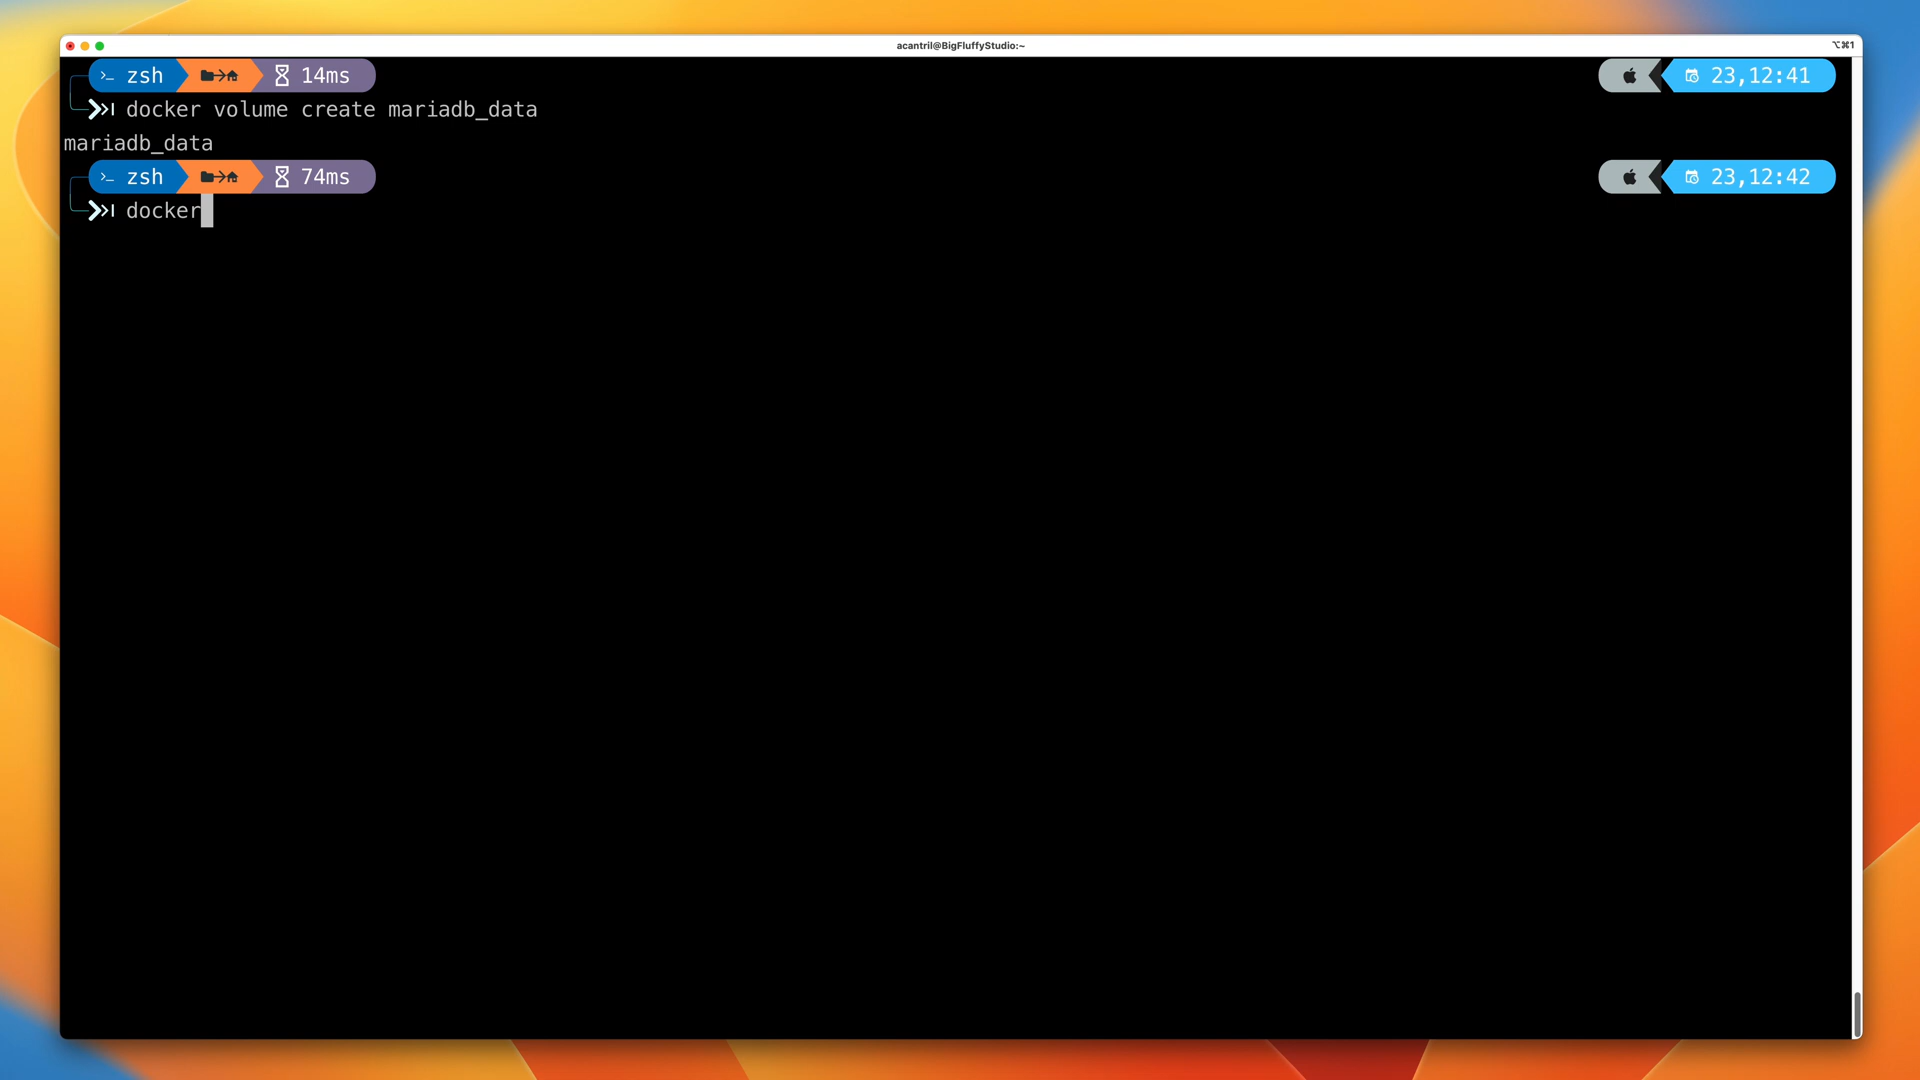 acantril@BigFluffyStudio:~
⌥⌘1
>_ zsh 14ms 23,12:41
docker volume create mariadb_data
mariadb_data
>_ zsh 74ms 23,12:42
docker